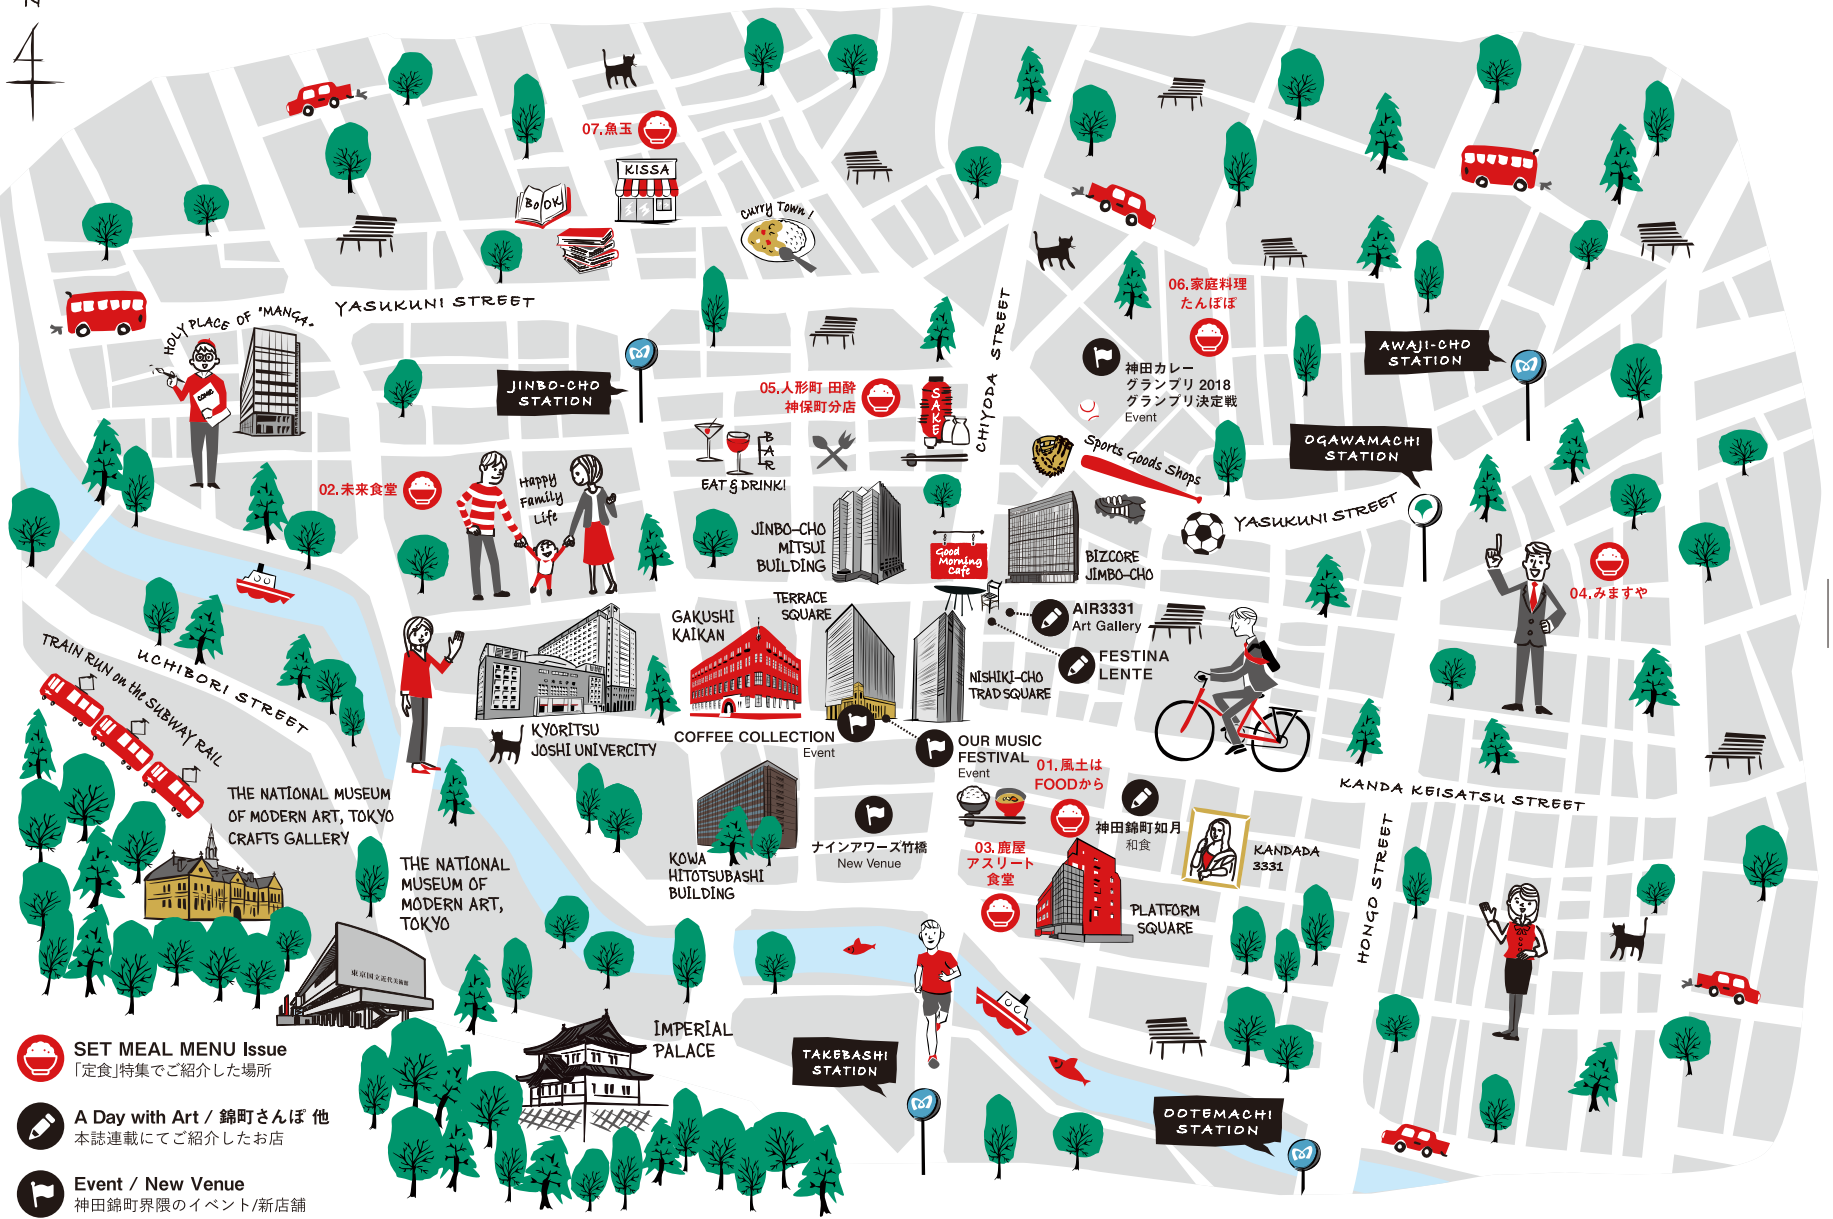 N
07.魚玉
KISSA
BOOK
Curry Town!
YASUKUNI STREET
HOLY PLACE OF "MANGA"
COMIC
JINBO-CHO
STATION
CHIYODA STREET
06.家庭料理
たんぽぽ
神田カレー
グランプリ 2018
グランプリ決定戦
Event
AWAJI-CHO
STATION
OGAWAMACHI
STATION
05.人形町 田酔
神保町分店
SAKE
BAR
EAT & DRINK!
Sports Goods Shops
YASUKUNI STREET
02.未来食堂
Happy
Family
Life
JINBO-CHO
MITSUI
BUILDING
Good
Morning
Cafe
BIZCORE
JIMBO-CHO
04.みますや
TERRACE
SQUARE
GAKUSHI
KAIKAN
AIR3331
Art Gallery
FESTINA
LENTE
NISHIKI-CHO
TRAD SQUARE
UCHIBORI STREET
TRAIN RUN on the SUBWAY RAIL
KYORITSU
JOSHI UNIVERCITY
COFFEE COLLECTION
Event
OUR MUSIC
FESTIVAL
Event
01.風土は
FOODから
KANDA KEISATSU STREET
THE NATIONAL MUSEUM
OF MODERN ART, TOKYO
CRAFTS GALLERY
神田錦町如月
和食
ナインアワーズ竹橋
New Venue
03.鹿屋
アスリート
食堂
KANDADA
3331
HONGO STREET
KOWA
HITOTSUBASHI
BUILDING
THE NATIONAL
MUSEUM OF
MODERN ART,
TOKYO
PLATFORM
SQUARE
東京国立近代美術館
IMPERIAL
PALACE
TAKEBASHI
STATION
OOTEMACHI
STATION
SET MEAL MENU Issue
「定食」特集でご紹介した場所
A Day with Art / 錦町さんぽ 他
本誌連載にてご紹介したお店
Event / New Venue
神田錦町界隈のイベント/新店舗